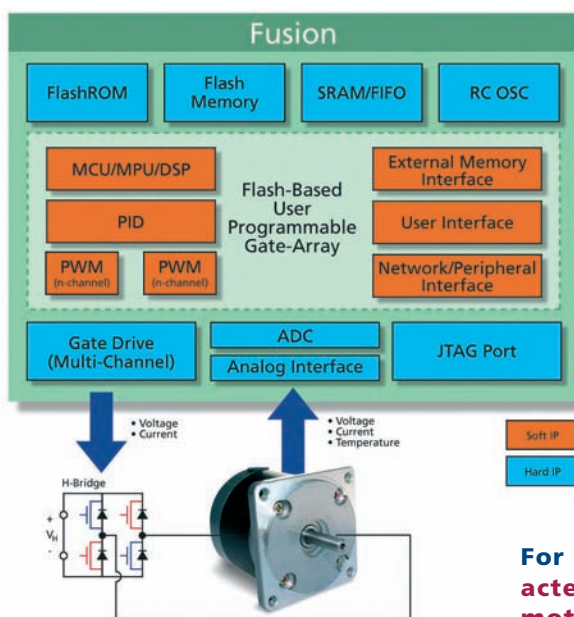 Fusion
FlashROM
Flash
Memory
SRAM/FIFO
RC OSC
MCU/MPU/DSP
PID
PWM
(n-channel)
PWM
(n-channel)
Flash-Based
User
Programmable
Gate-Array
External Memory
Interface
User Interface
Network/Peripheral
Interface
Gate Drive
(Multi-Channel)
ADC
Analog Interface
JTAG Port
• Voltage
• Current
• Voltage
• Current
• Temperature
Soft IP
Hard IP
H-Bridge
+
VH
-
For
acte
mot